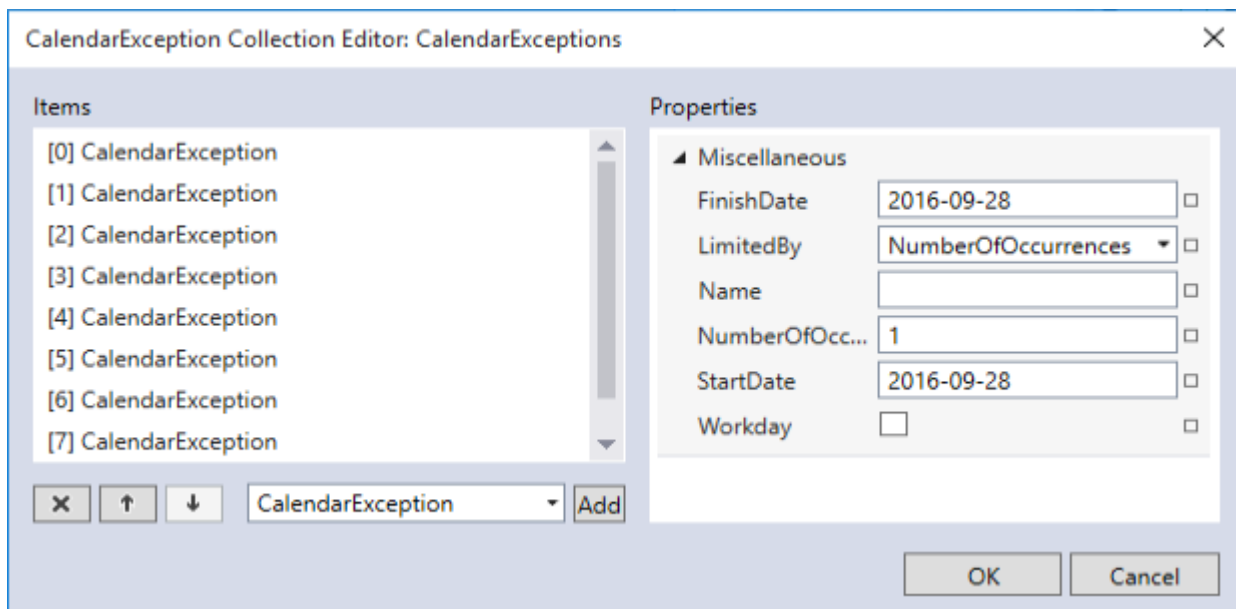 CalendarException Collection Editor: CalendarExceptions
Items
[0] CalendarException
[1] CalendarException
[2] CalendarException
[3] CalendarException
[4] CalendarException
[5] CalendarException
[6] CalendarException
[7] CalendarException
CalendarException
Add
Properties
Miscellaneous
FinishDate 2016-09-28
LimitedBy NumberOfOccurrences
Name
NumberOfOcc... 1
StartDate 2016-09-28
Workday
OK Cancel